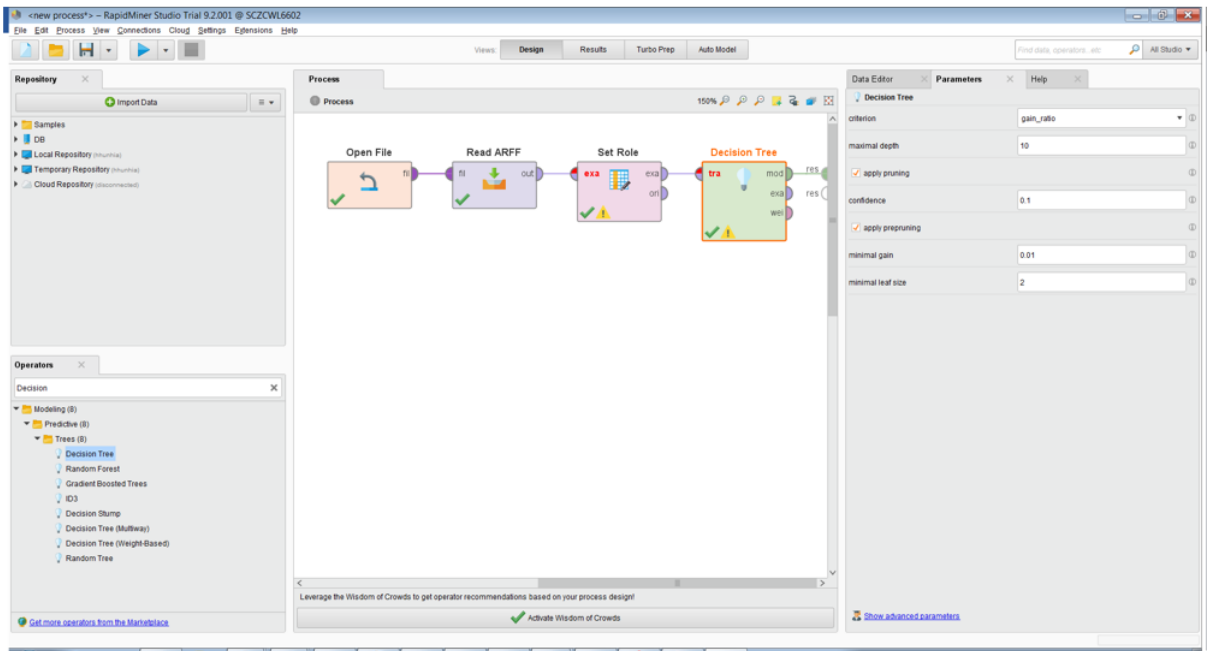 <new process*> – RapidMiner Studio Trial 9.2.001 @ SCZCWL6602
File Edit Process View Connections Cloud Settings Extensions Help
Views: Design Results Turbo Prep Auto Model
Find data, operators...etc All Studio
Repository
Import Data
Samples
DB
Local Repository (hhuntxa)
Temporary Repository (hhuntxa)
Cloud Repository (disconnected)
Operators
Decision
Modeling (8)
Predictive (8)
Trees (8)
Decision Tree
Random Forest
Gradient Boosted Trees
ID3
Decision Stump
Decision Tree (Multiway)
Decision Tree (Weight-Based)
Random Tree
Get more operators from the Marketplace
Process
Process
150%
Open File
fil
Read ARFF
fil out
Set Role
exa exa
ori
Decision Tree
tra mod
exa
wei
res
res
Leverage the Wisdom of Crowds to get operator recommendations based on your process design!
Activate Wisdom of Crowds
Data Editor Parameters Help
Decision Tree
criterion gain_ratio
maximal depth 10
apply pruning
confidence 0.1
apply prepruning
minimal gain 0.01
minimal leaf size 2
Show advanced parameters